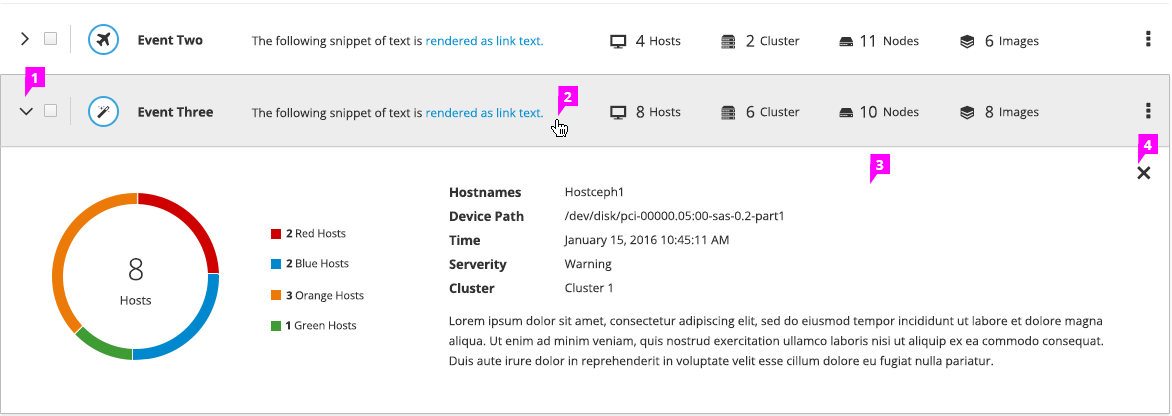 Event Two The following snippet of text is rendered as link text. 4 Hosts 2 Cluster 11 Nodes 6 Images
1
2
Event Three The following snippet of text is rendered as link text. 8 Hosts 6 Cluster 10 Nodes 8 Images
4
3
8
Hosts
2 Red Hosts
2 Blue Hosts
3 Orange Hosts
1 Green Hosts
Hostnames Hostceph1
Device Path /dev/disk/pci-00000.05:00-sas-0.2-part1
Time January 15, 2016 10:45:11 AM
Serverity Warning
Cluster Cluster 1
Lorem ipsum dolor sit amet, consectetur adipiscing elit, sed do eiusmod tempor incididunt ut labore et dolore magna
aliqua. Ut enim ad minim veniam, quis nostrud exercitation ullamco laboris nisi ut aliquip ex ea commodo consequat.
Duis aute irure dolor in reprehenderit in voluptate velit esse cillum dolore eu fugiat nulla pariatur.